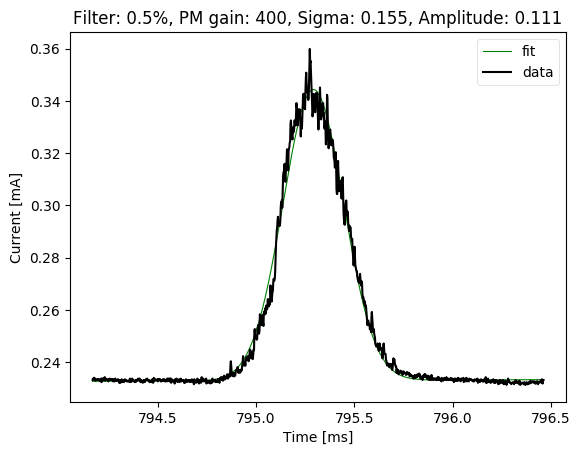 Filter: 0.5%, PM gain: 400, Sigma: 0.155, Amplitude: 0.111
fit
data
Current [mA]
0.36
0.34
0.32
0.30
0.28
0.26
0.24
794.5 795.0 795.5 796.0 796.5
Time [ms]